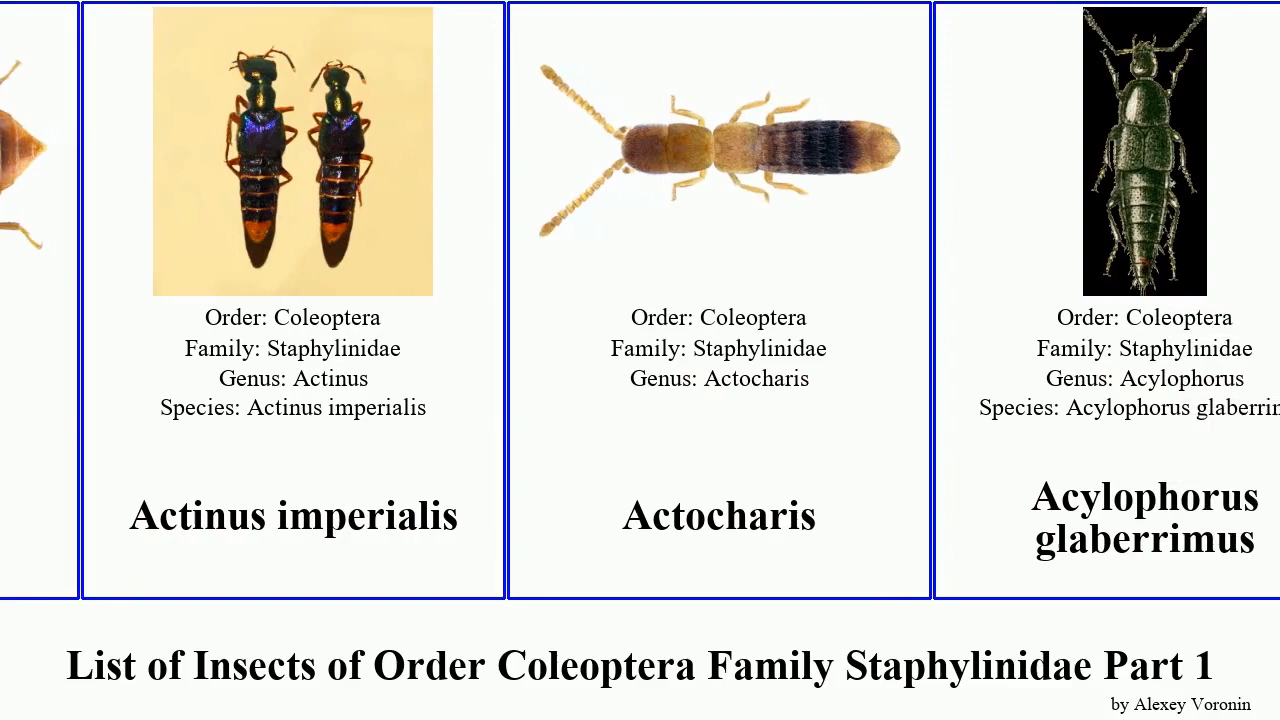 Order: Coleoptera
Family: Staphylinidae
Genus: Actinus
Species: Actinus imperialis
Actinus imperialis
Order: Coleoptera
Family: Staphylinidae
Genus: Actocharis
Actocharis
Order: Coleoptera
Family: Staphylinidae
Genus: Acylophorus
Species: Acylophorus
Acylophorus
glaberrimus
List of Insects of Order Coleoptera Family Staphylinidae Part 1
by Alexey Voronin